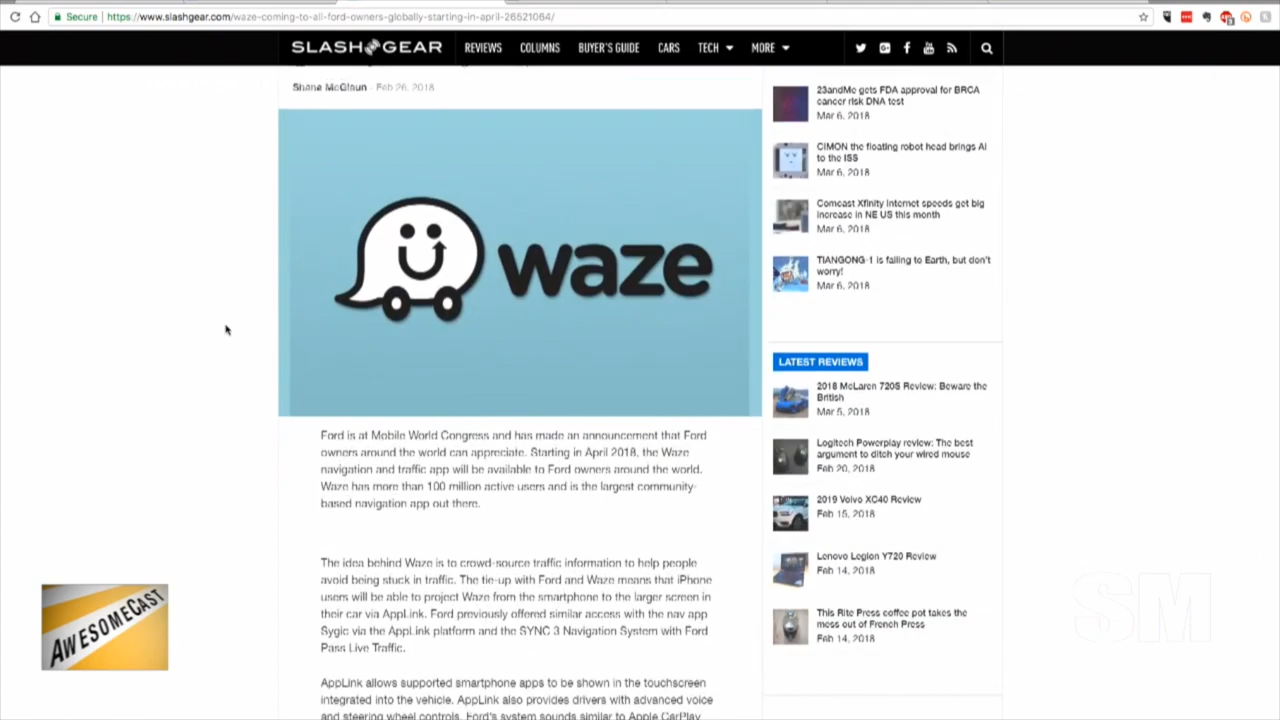 Secure https://www.slashgear.com/waze-coming-to-all-ford-owners-globally-starting-in-april-26521064/
SLASHGEAR REVIEWS COLUMNS BUYER'S GUIDE CARS TECH MORE
Shane McGlaun - Feb 26, 2018
waze
Ford is at Mobile World Congress and has made an announcement that Ford
owners around the world can appreciate. Starting in April 2018, the Waze
navigation and traffic app will be available to Ford owners around the world.
Waze has more than 100 million active users and is the largest community-
based navigation app out there.
The idea behind Waze is to crowd-source traffic information to help people
avoid being stuck in traffic. The tie-up with Ford and Waze means that iPhone
users will be able to project Waze from the smartphone to the larger screen in
their car via AppLink. Ford previously offered similar access with the nav app
Sygic via the AppLink platform and the SYNC 3 Navigation System with Ford
Pass Live Traffic.
AppLink allows supported smartphone apps to be shown in the touchscreen
integrated into the vehicle. AppLink also provides drivers with advanced voice
and steering wheel controls. Ford's system sounds similar to Apple CarPlay
23andMe gets FDA approval for BRCA
cancer risk DNA test
Mar 6, 2018
CIMON the floating robot head brings AI
to the ISS
Mar 6, 2018
Comcast Xfinity Internet speeds get big
increase in NE US this month
Mar 6, 2018
TIANGONG-1 is falling to Earth, but don't
worry!
Mar 6, 2018
LATEST REVIEWS
2018 McLaren 720S Review: Beware the
British
Mar 5, 2018
Logitech Powerplay review: The best
argument to ditch your wired mouse
Feb 20, 2018
2019 Volvo XC40 Review
Feb 15, 2018
Lenovo Legion Y720 Review
Feb 14, 2018
This Rite Press coffee pot takes the
mess out of French Press
Feb 14, 2018
AWESOMECAST
SM